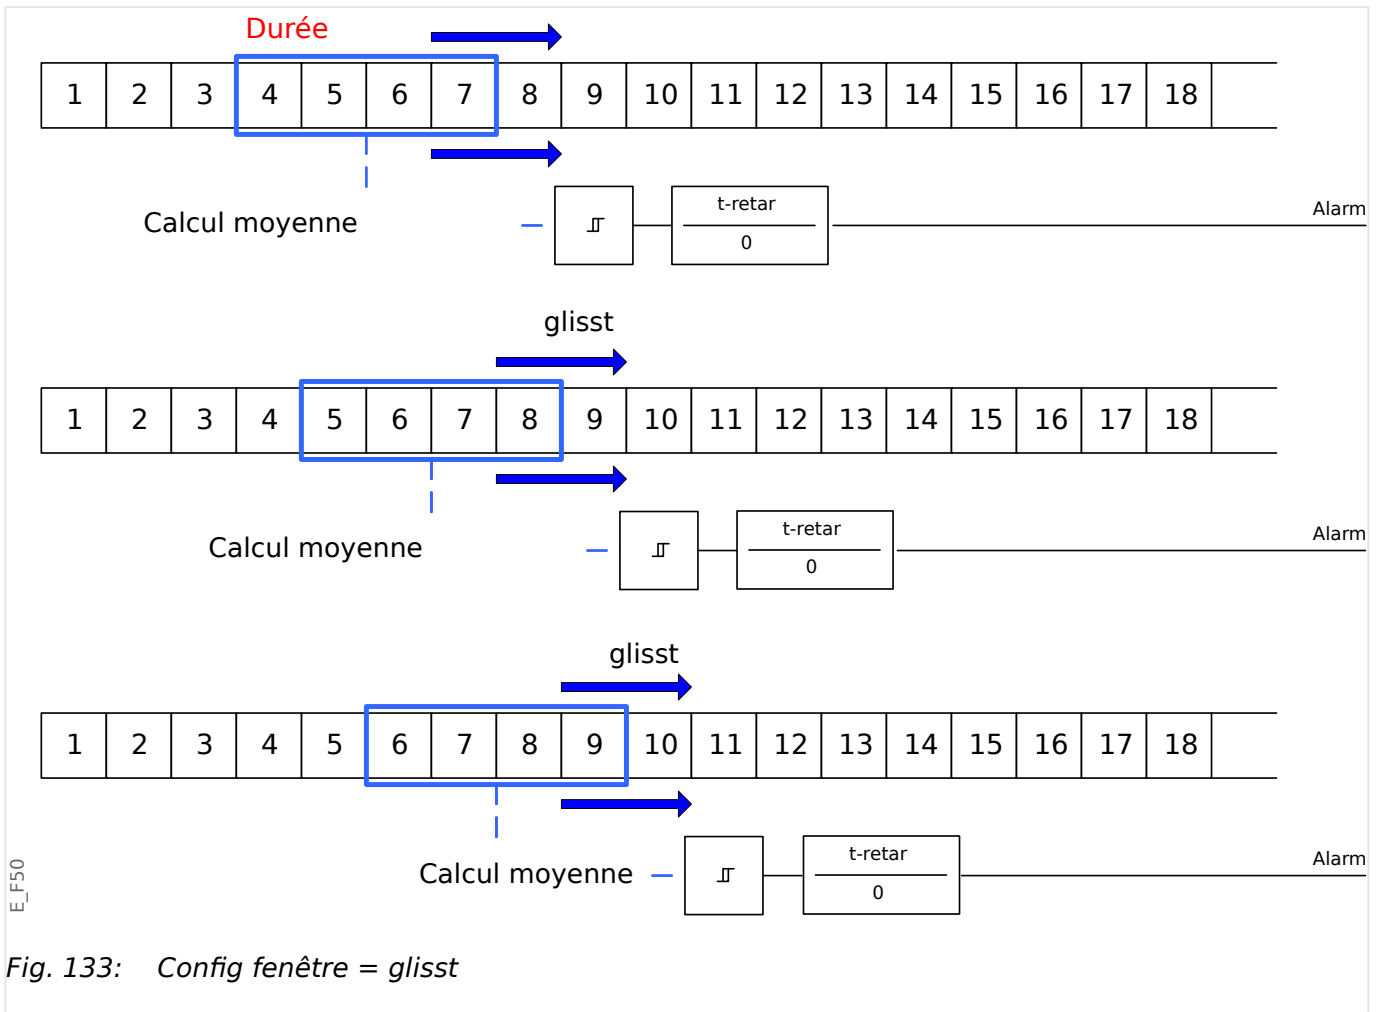 Durée
1 2 3 4 5 6 7 8 9 10 11 12 13 14 15 16 17 18
t-retar
Alarm
Calcul moyenne
0
glisst
1 2 3 4 5 6 7 8 9 10 11 12 13 14 15 16 17 18
t-retar
Alarm
Calcul moyenne
0
glisst
1 2 3 4 5 6 7 8 9 10 11 12 13 14 15 16 17 18
t-retar
Alarm
Calcul moyenne
0
E_F50
Fig. 133: Config fenêtre = glisst